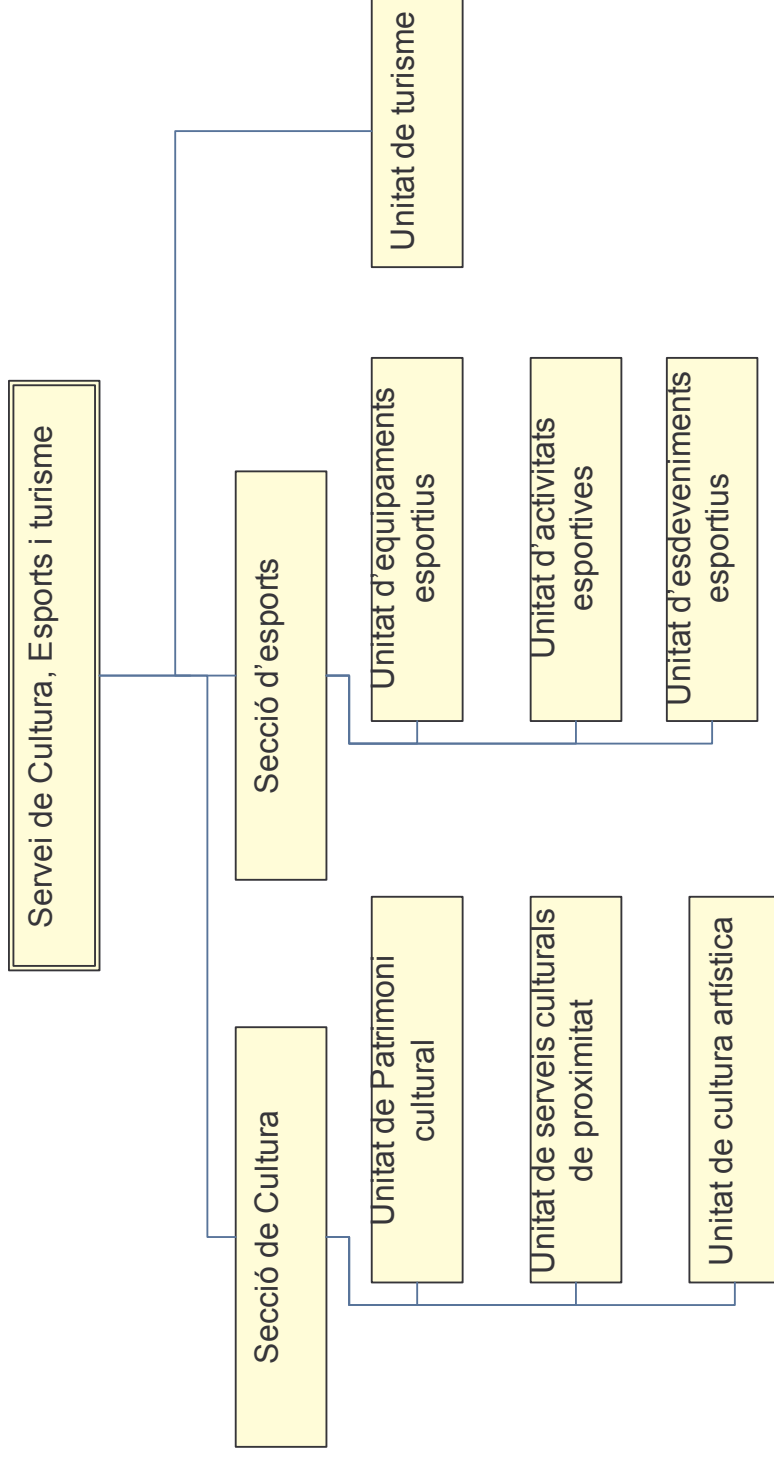 Servei de Cultura, Esports i turisme
Secció de Cultura
Secció d’esports
Unitat de Patrimoni
cultural
Unitat de serveis culturals
de proximitat
Unitat de cultura artística
Unitat d’equipaments
esportius
Unitat d’activitats
esportives
Unitat d’esdeveniments
esportius
Unitat de turisme